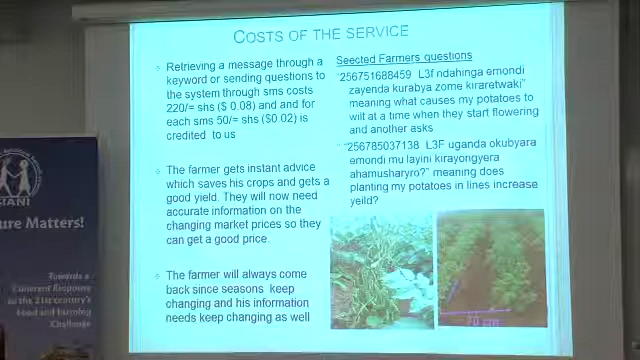 COSTS OF THE SERVICE
Retrieving a message through a
keyword or sending questions to
the system through sms costs
220/= shs ($ 0.08) and and for
each sms 50/= shs ($0.02) is
credited to us
The farmer gets instant advice
which saves his crops and gets a
good yield. They will now need
accurate information on the
changing market prices so they
can get a good price.
The farmer will always come
back since seasons keep
changing and his information
needs keep changing as well
Seected Farmers questions
"256751688459 L3f ndahinga emondi
zayenda kurabya zome kiraretwaki"
meaning what causes my potatoes to
wilt at a time when they start flowering
and another asks
"256785037138 L3F uganda okubyara
emondi mu layini kirayongyera
ahamusharyro?" meaning does
planting my potatoes in lines increase
yeild?
70 cm
SIANI
ure Matters!
Towards a
Coherent Response
to the 21st century's
Food and Farming
Challenge